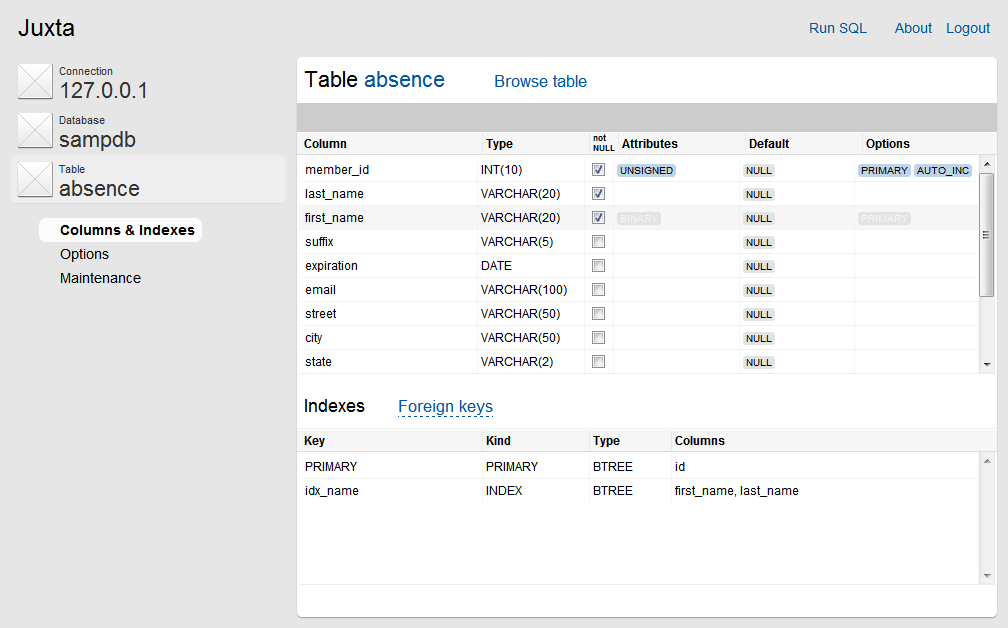 Juxta
Run SQL About Logout
Connection
127.0.0.1
Database
sampdb
Table
absence
Columns & Indexes
Options
Maintenance
Table absence Browse table
Column Type not NULL Attributes Default Options
member_id INT(10) UNSIGNED NULL PRIMARY AUTO_INC
last_name VARCHAR(20) NULL
first_name VARCHAR(20) BINARY NULL PRIMARY
suffix VARCHAR(5) NULL
expiration DATE NULL
email VARCHAR(100) NULL
street VARCHAR(50) NULL
city VARCHAR(50) NULL
state VARCHAR(2) NULL
Indexes Foreign keys
Key Kind Type Columns
PRIMARY PRIMARY BTREE id
idx_name INDEX BTREE first_name, last_name